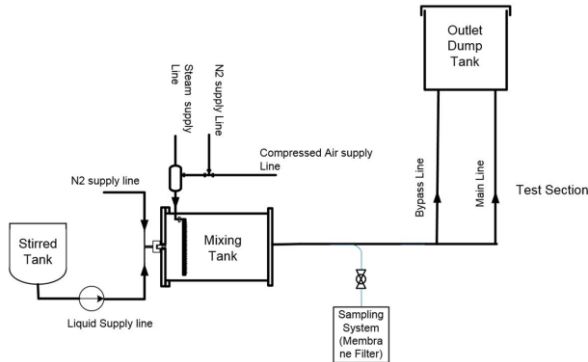 Outlet
Dump
Tank
Steam supply
Line
N2 supply Line
Compressed Air supply
Line
N2 supply line
Bypass Line
Main Line
Test Section
Stirred
Tank
Mixing
Tank
Liquid Supply line
Sampling
System
(Membra
ne Filter)